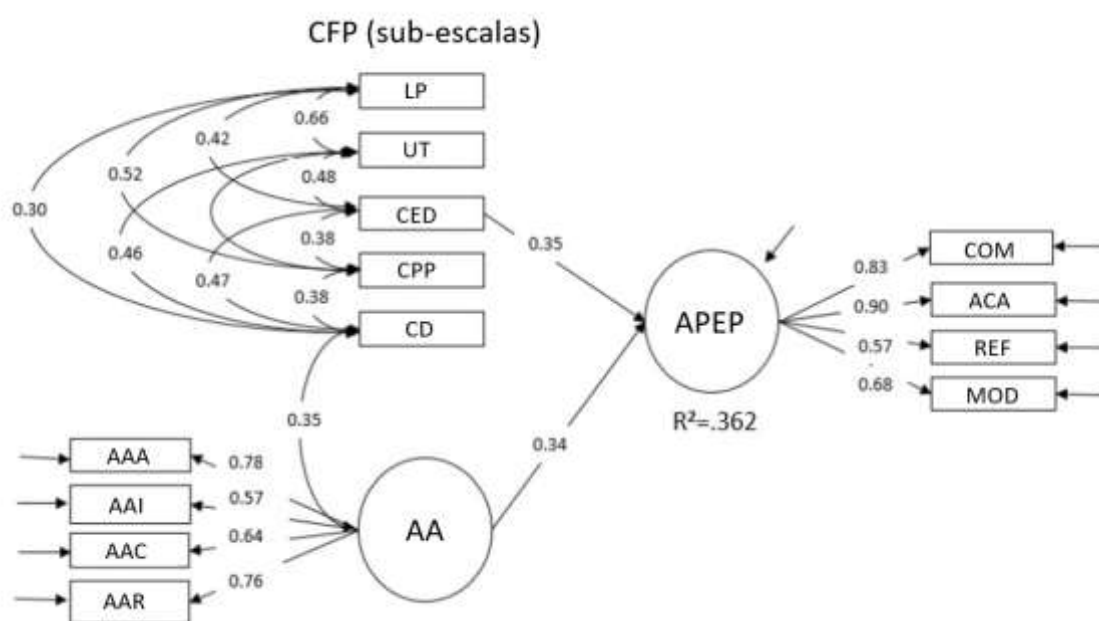 CFP (sub-escalas)
LP
0.66
0.42
UT
0.52
0.48
0.30
CED
0.38
0.35
0.46
0.47
CPP
0.38
CD
COM
0.83
ACA
0.90
APEP
REF
0.57
MOD
0.68
R²=.362
0.35
0.34
AAA
0.78
AAI
0.57
AA
AAC
0.64
AAR
0.76